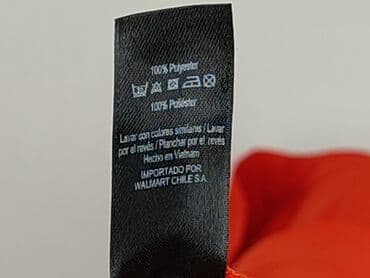 100% Polyester
100% Poliéster
Lavar con colores similares / Lavar
por el revés / Planchar por el revés
Hecho en Vietnam
IMPORTADO POR
WALMART CHILE S.A.